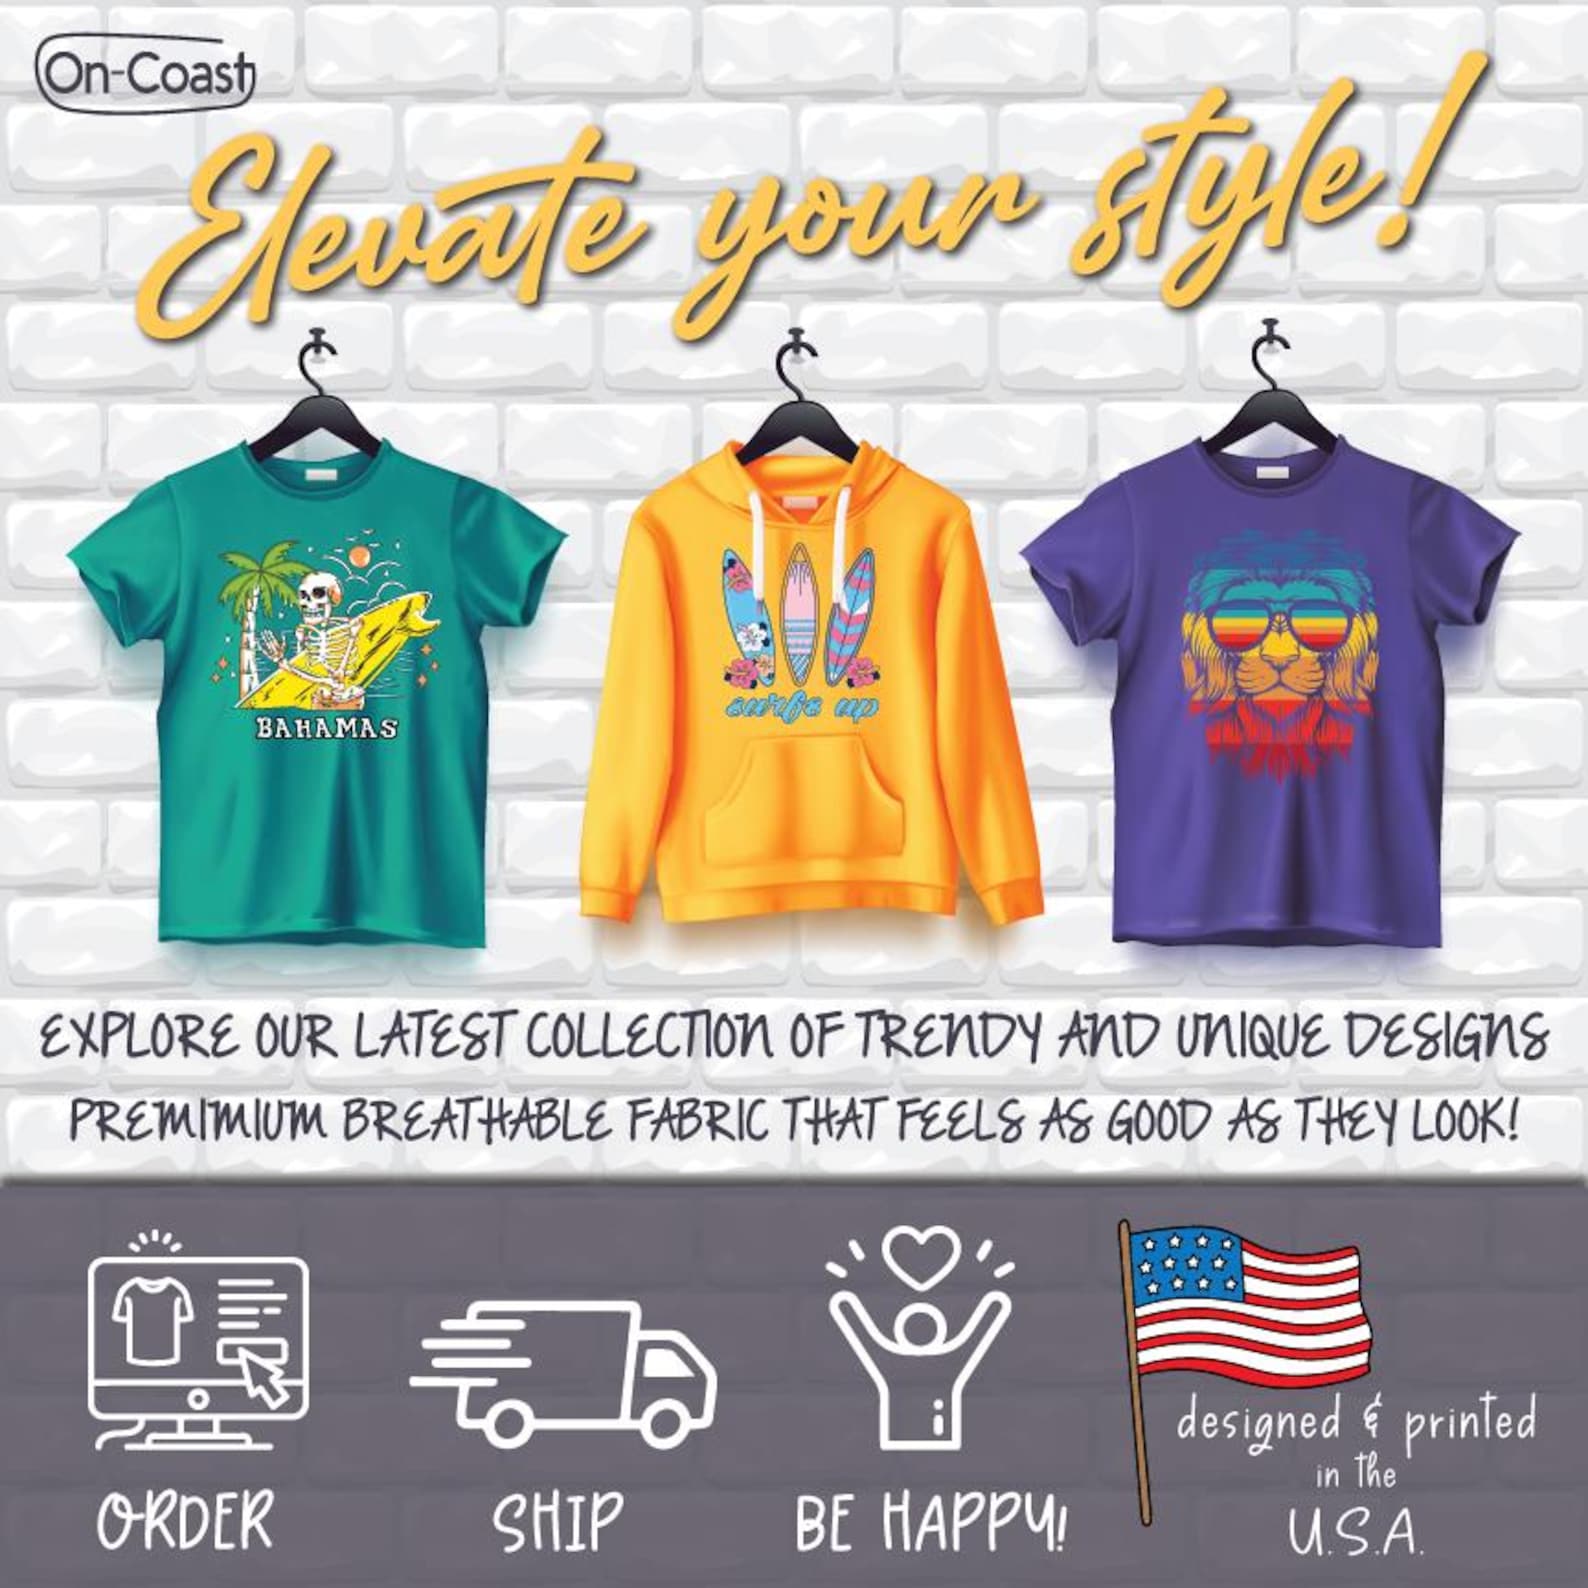 On-Coast
Elevate your style!
BAHAMAS
surfs up
EXPLORE OUR LATEST COLLECTION OF TRENDY AND UNIQUE DESIGNS
PREMIMIUM BREATHABLE FABRIC THAT FEELS AS GOOD AS THEY LOOK!
ORDER
SHIP
BE HAPPY!
designed & printed
in the
U.S.A.